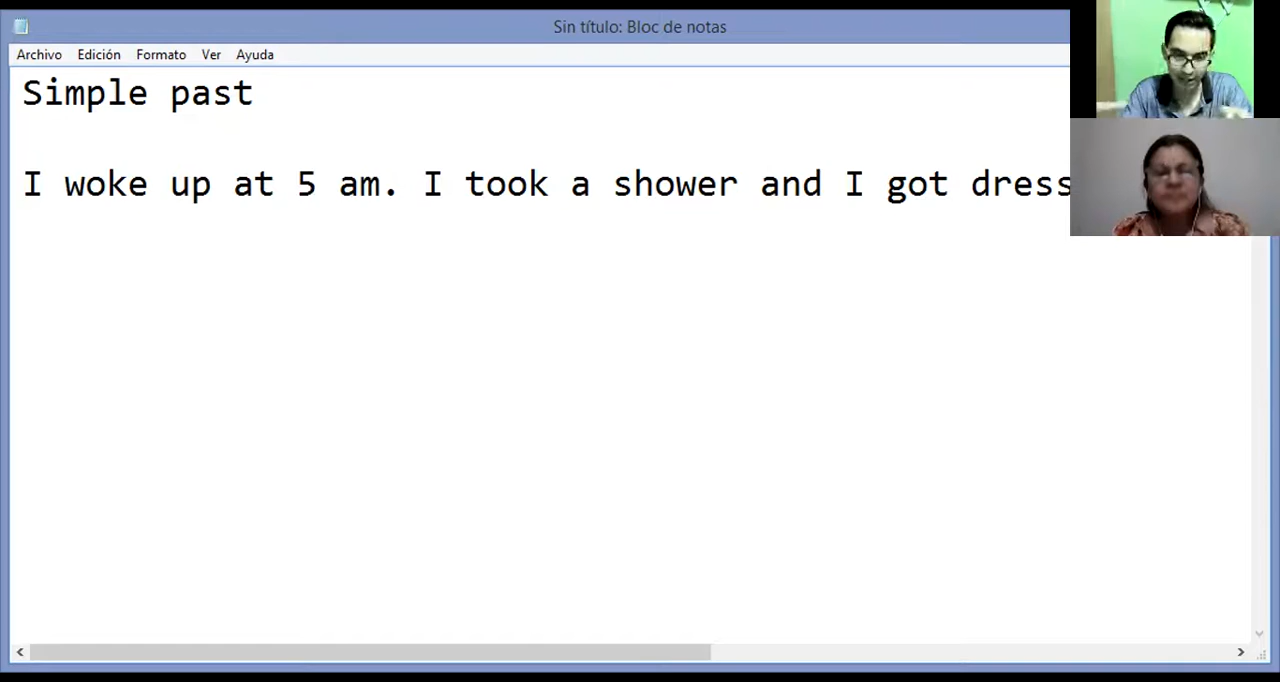 Sin título: Bloc de notas
Archivo Edición Formato Ver Ayuda
Simple past
I woke up at 5 am. I took a shower and I got dress